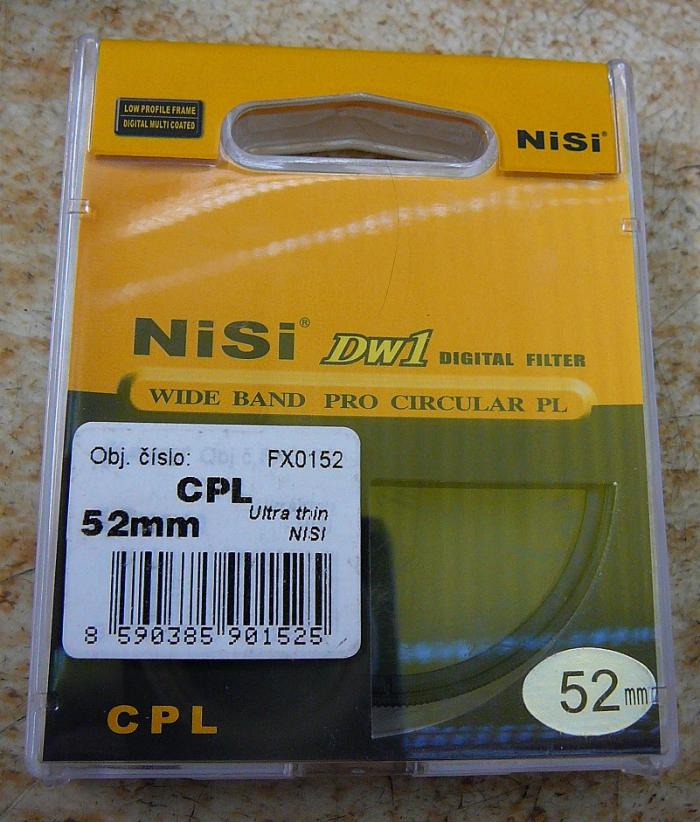 LOW PROFILE FRAME
DIGITAL MULTI COATED
NiSi®
NiSi® DW1 DIGITAL FILTER
WIDE BAND PRO CIRCULAR PL
Obj. číslo: FX0152
CPL
52mm Ultra thin
NISI
8 590385 901525
CPL
52mm